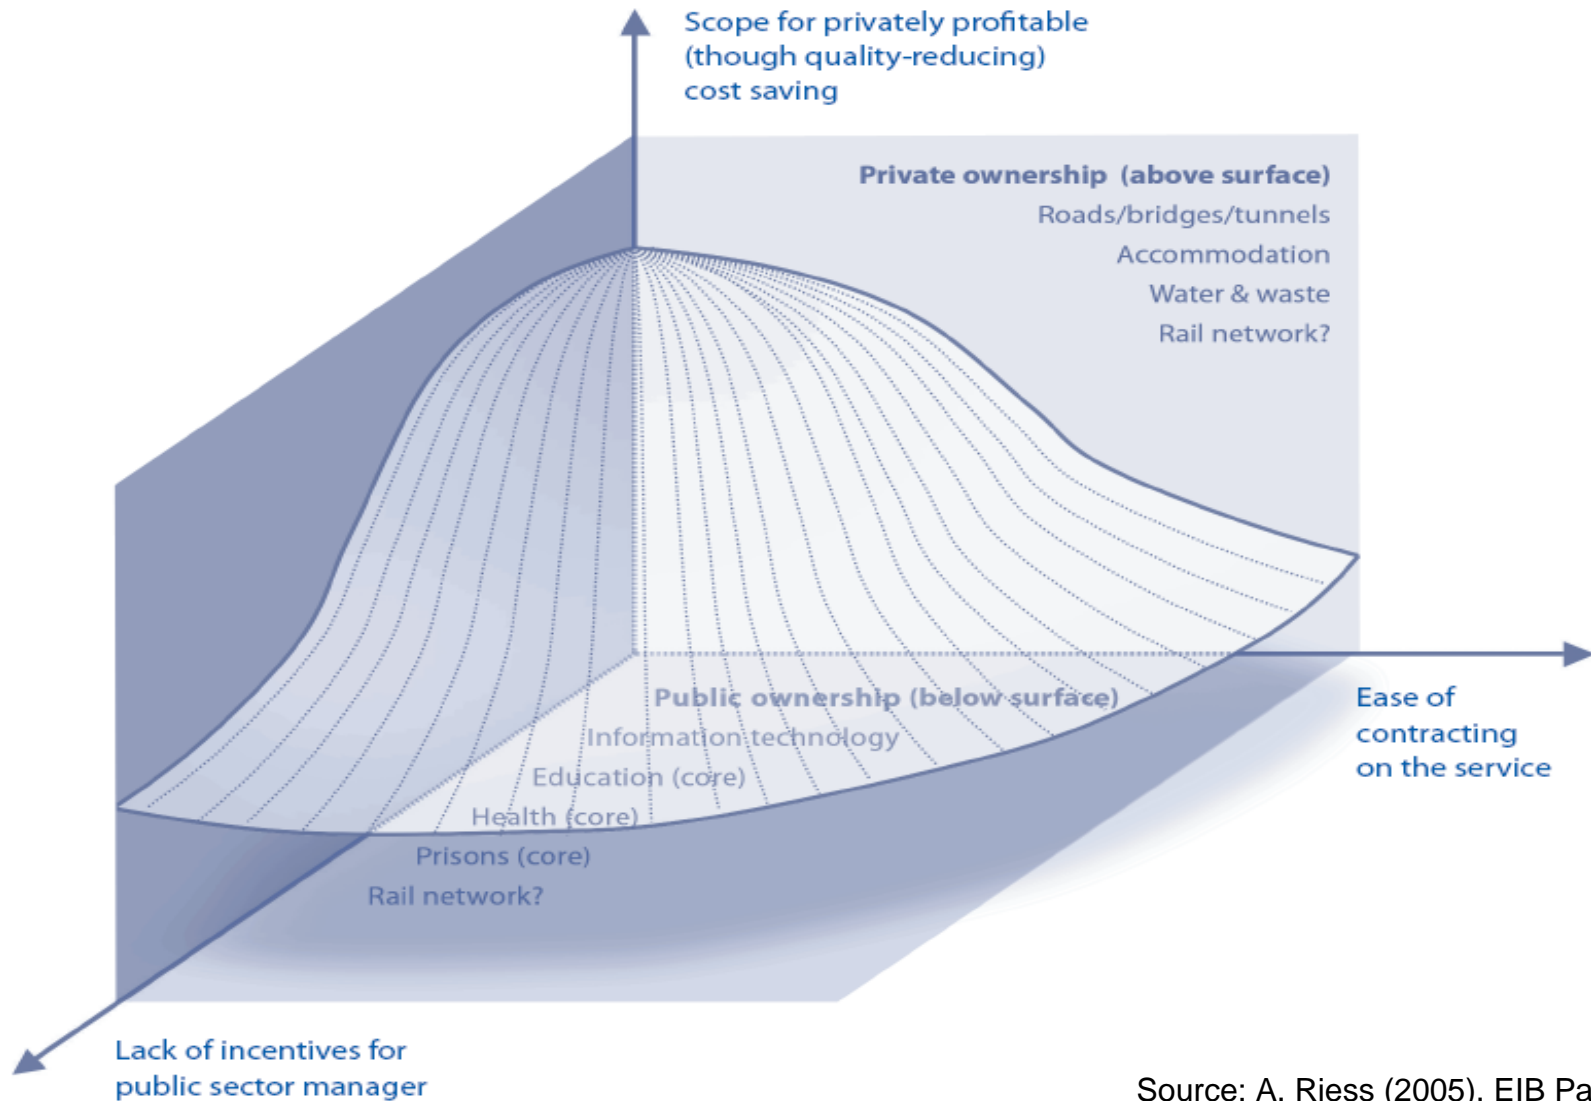 Scope for privately profitable
(though quality-reducing)
cost saving
Private ownership (above surface)
Roads/bridges/tunnels
Accommodation
Water & waste
Rail network?
Public ownership (below surface)
Information technology
Education (core)
Health (core)
Prisons (core)
Rail network?
Ease of
contracting
on the service
Lack of incentives for
public sector manager
Source: A. Riess (2005). EIB Pa